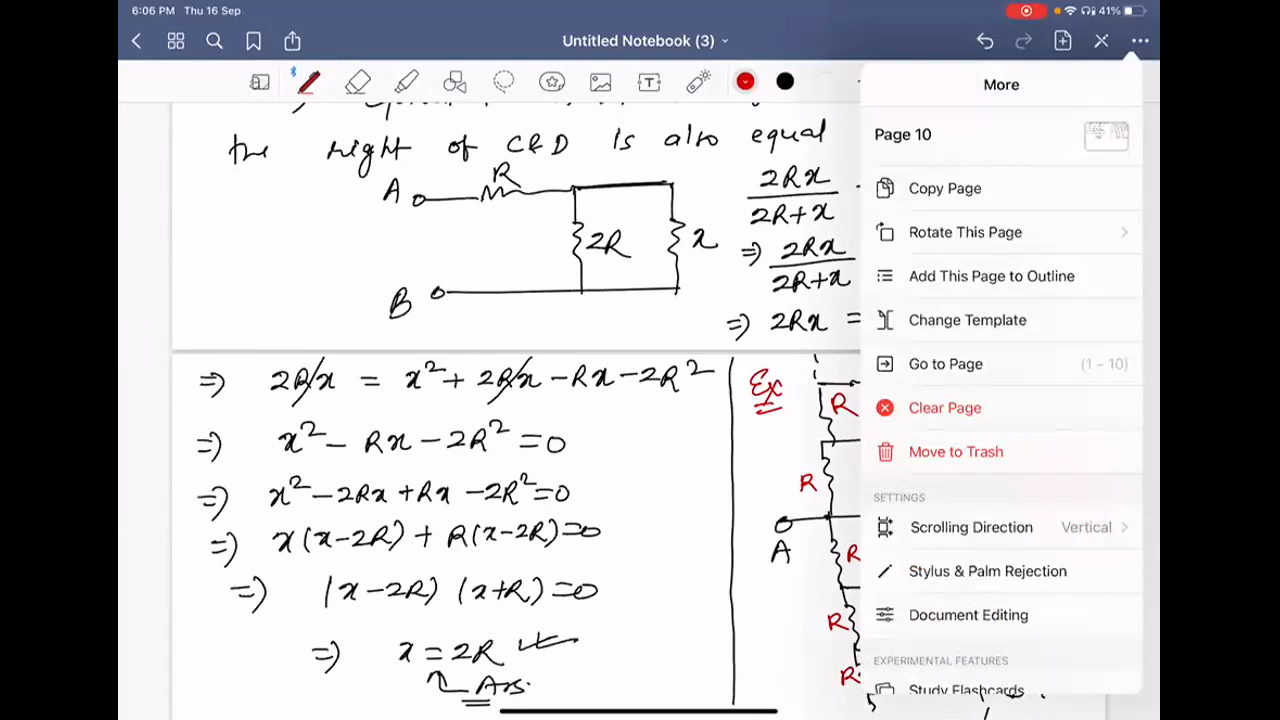 6:06 PM Thu 16 Sep
41%
Untitled Notebook (3)
T
the right of C&D is also equal
A R
2R x
B
2Rx
2R+x
⇒ 2Rx
2R+x
⇒ 2Rx =
⇒ 2Rx = x² + 2Rx - Rx - 2R²
⇒ x² - Rx - 2R² = 0
⇒ x² - 2Rx + Rx - 2R² = 0
⇒ x(x-2R) + R(x-2R) = 0
⇒ (x-2R) (x+R) = 0
⇒ x = 2R
Ans.
Ex
R
R
A
R
R
R
More
Page 10
Copy Page
Rotate This Page
Add This Page to Outline
Change Template
Go to Page (1 – 10)
Clear Page
Move to Trash
SETTINGS
Scrolling Direction Vertical
Stylus & Palm Rejection
Document Editing
EXPERIMENTAL FEATURES
Study Flashcards